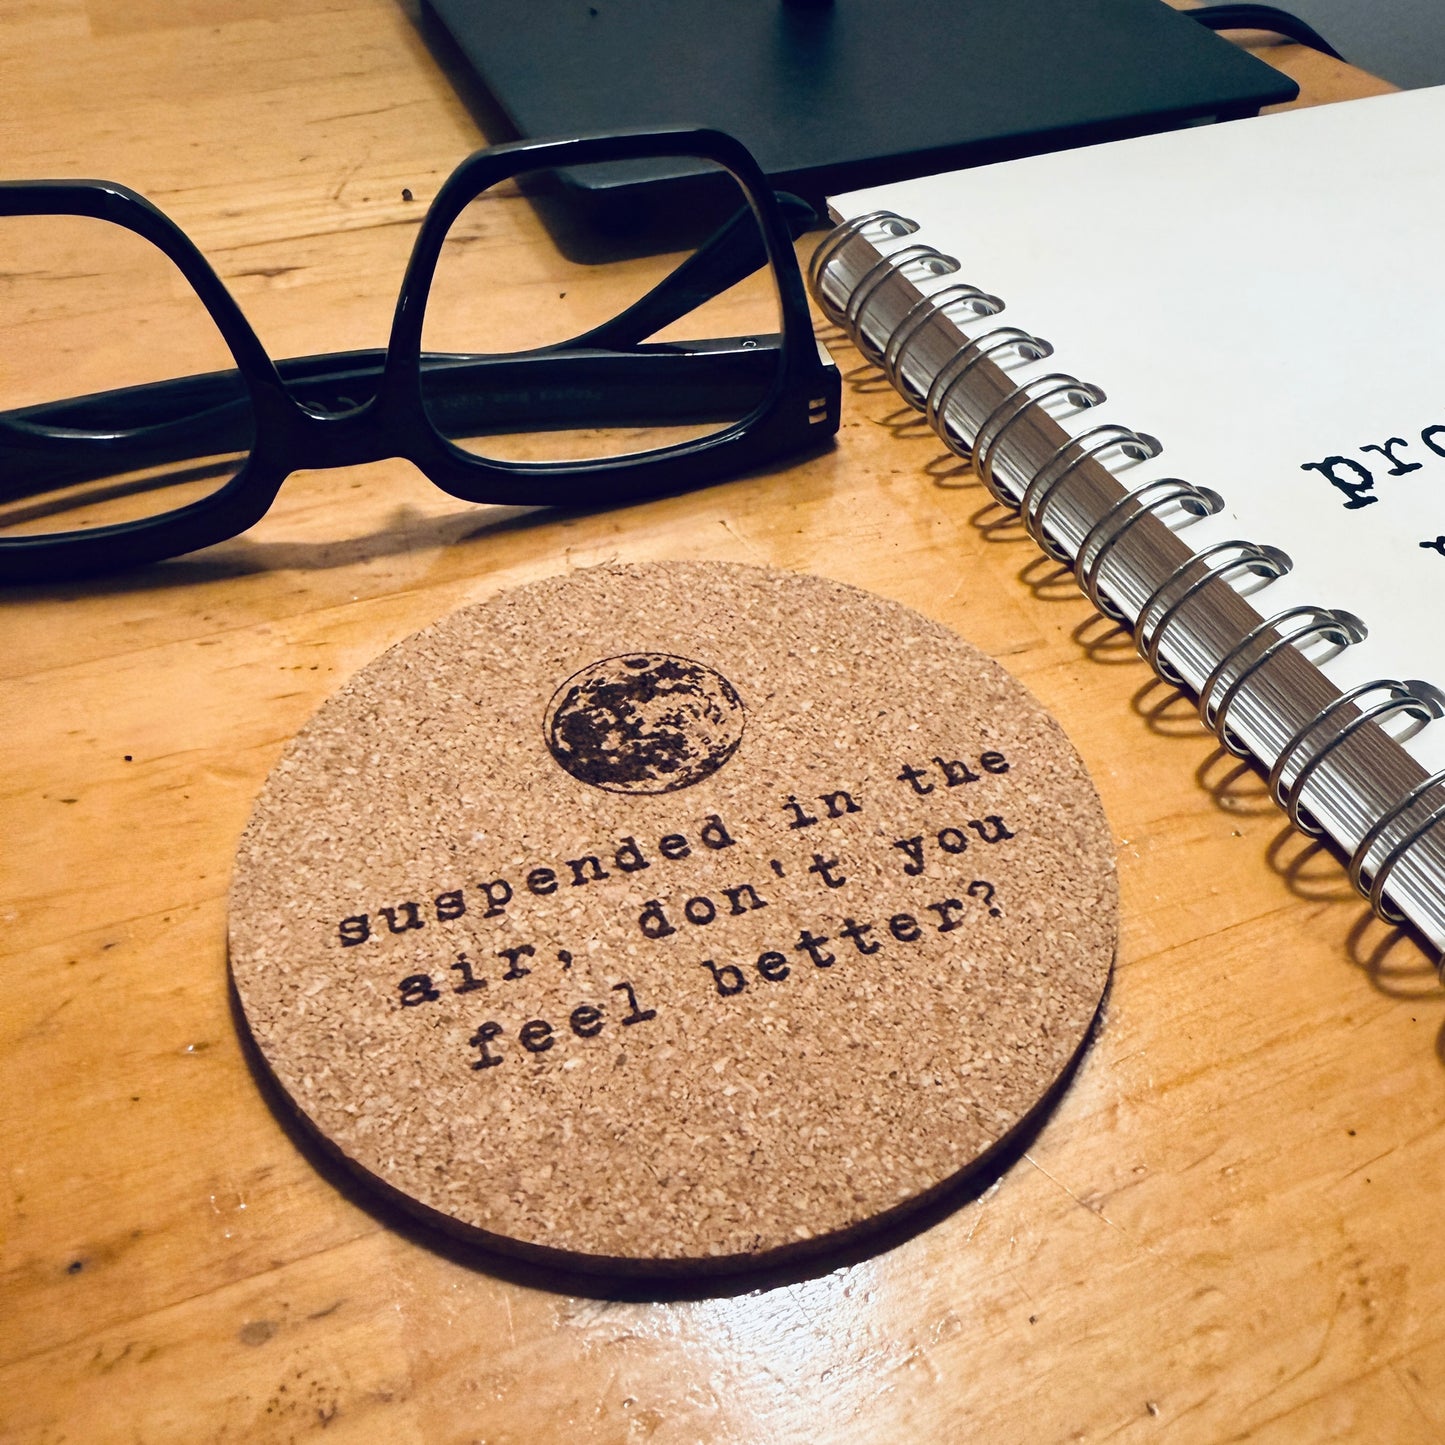 suspended in the
air, don't you
feel better?